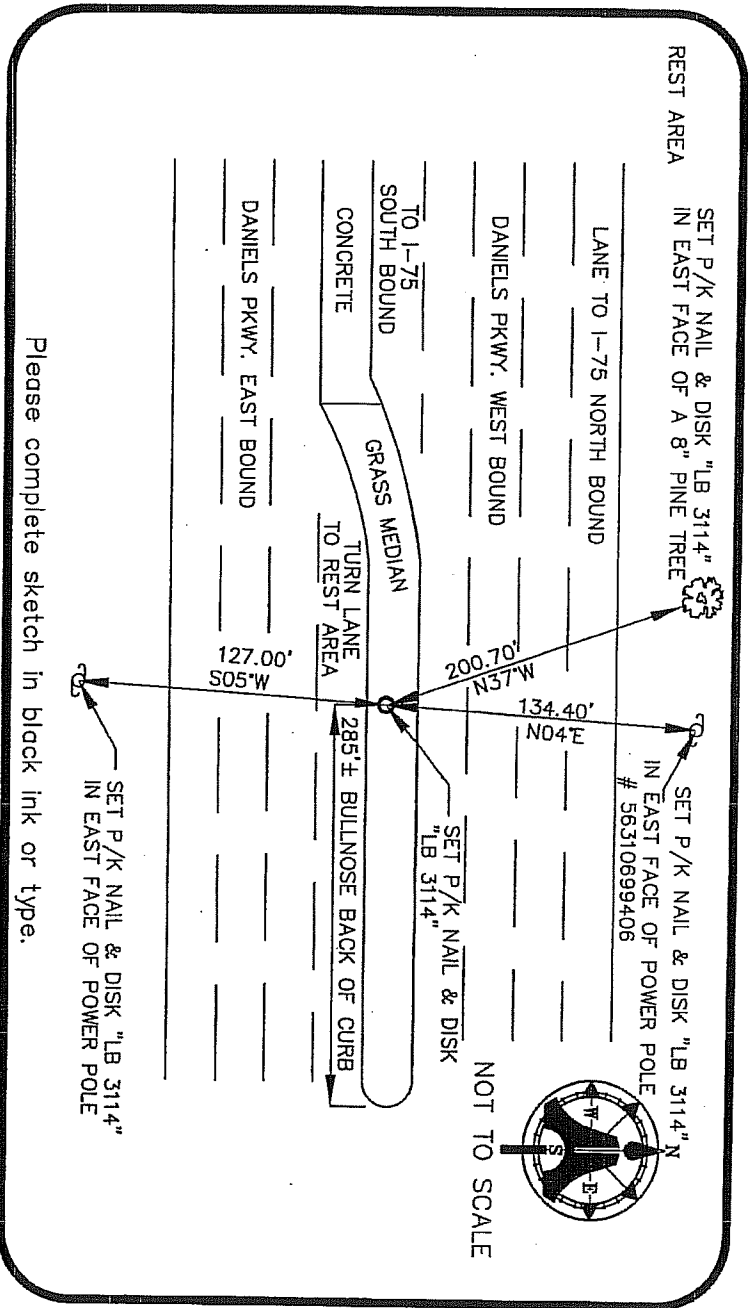 REST AREA
SET P/K NAIL & DISK "LB 3114"
IN EAST FACE OF A 8" PINE TREE
SET P/K NAIL & DISK "LB 3114"
IN EAST FACE OF POWER POLE
# 56310699406
N
W
E
S
NOT TO SCALE
LANE TO I-75 NORTH BOUND
DANIELS PKWY. WEST BOUND
200.70'
N37°W
134.40'
N04°E
TO I-75
SOUTH BOUND
CONCRETE
GRASS MEDIAN
SET P/K NAIL & DISK
"LB 3114"
TURN LANE
TO REST AREA
285'± BULLNOSE BACK OF CURB
DANIELS PKWY. EAST BOUND
127.00'
S05°W
SET P/K NAIL & DISK "LB 3114"
IN EAST FACE OF POWER POLE
Please complete sketch in black ink or type.